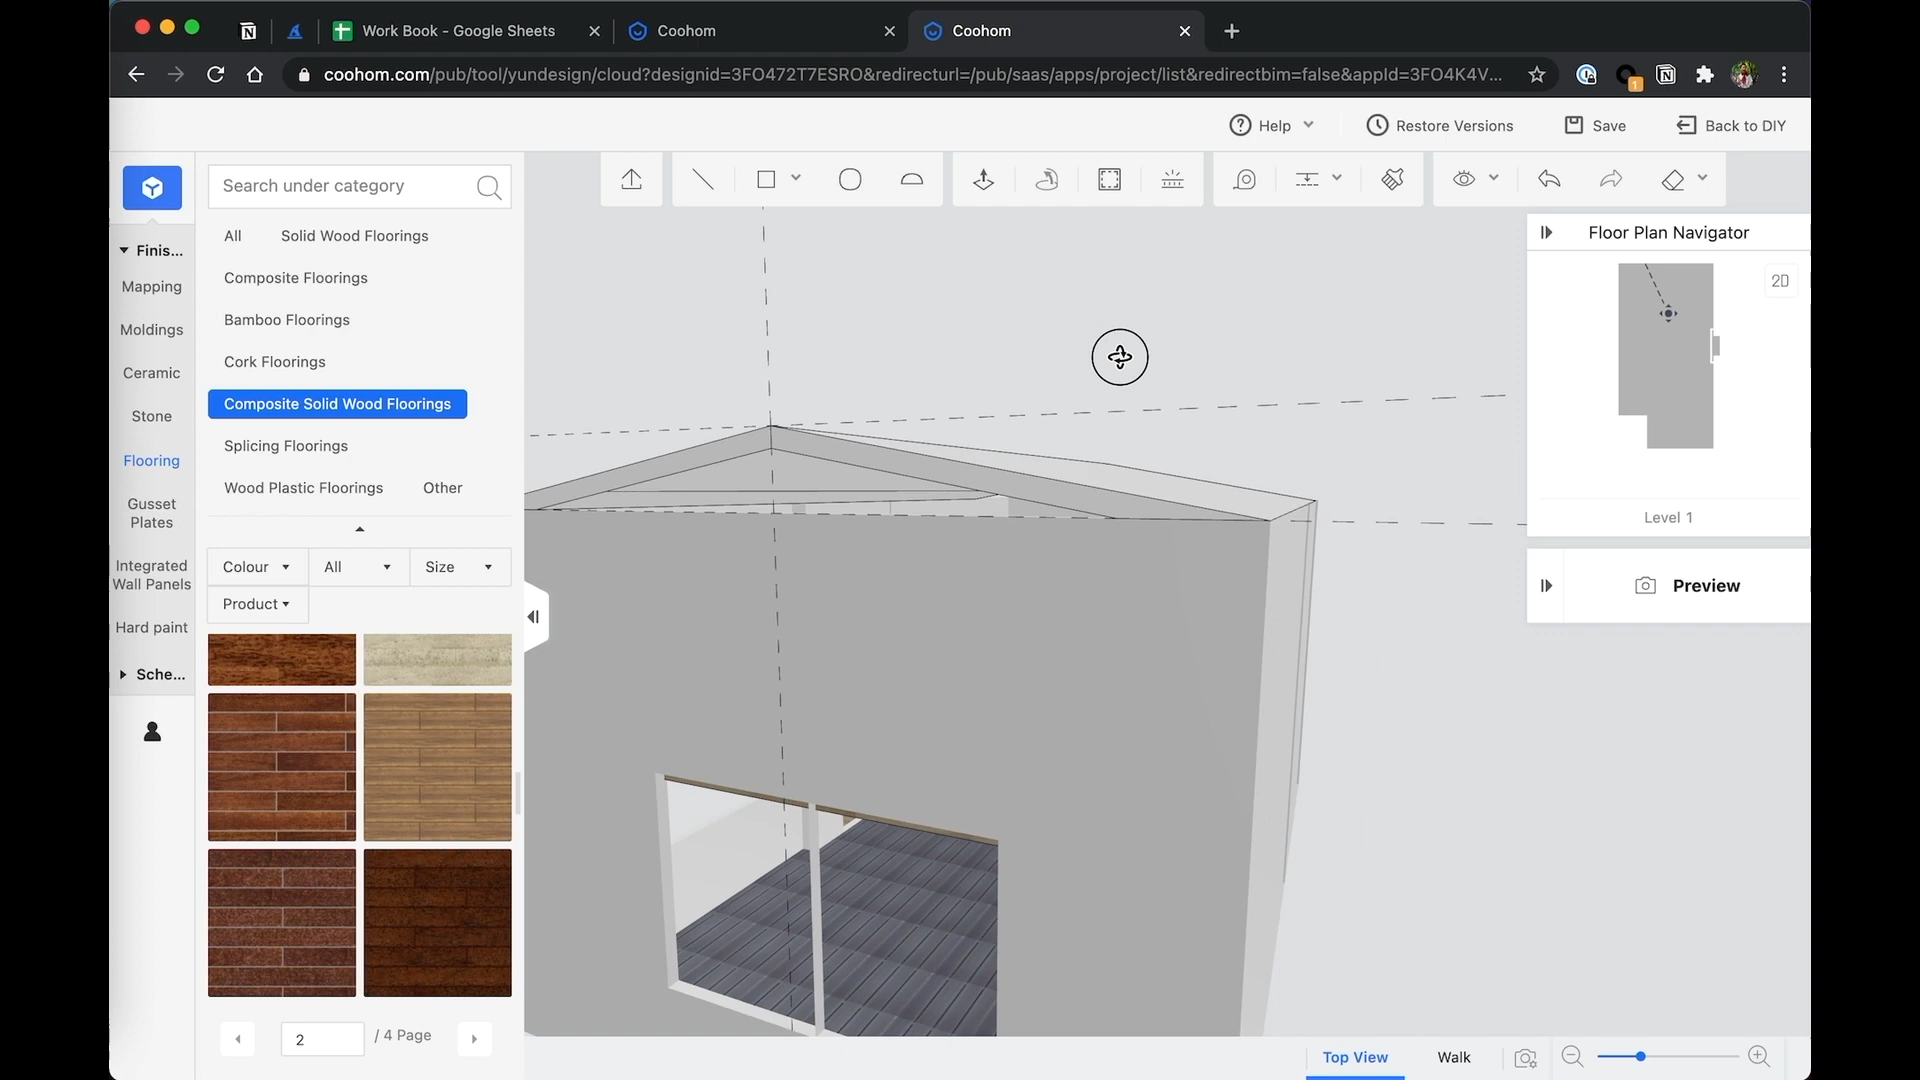 Work Book - Google Sheets
Coohom
Coohom
coohom.com/pub/tool/yundesign/cloud?designid=3FO472T7ESRO&redirecturl=/pub/saas/apps/project/list&redirectbim=false&appId=3FO4K4V...
1
Help
Restore Versions
Save
Back to DIY
Search under category
All
Solid Wood Floorings
Composite Floorings
Bamboo Floorings
Cork Floorings
Composite Solid Wood Floorings
Splicing Floorings
Wood Plastic Floorings
Other
Colour
All
Size
Product
2
/ 4 Page
Finis...
Mapping
Moldings
Ceramic
Stone
Flooring
Gusset
Plates
Integrated
Wall Panels
Hard paint
Sche...
Floor Plan Navigator
2D
Level 1
Preview
Top View
Walk